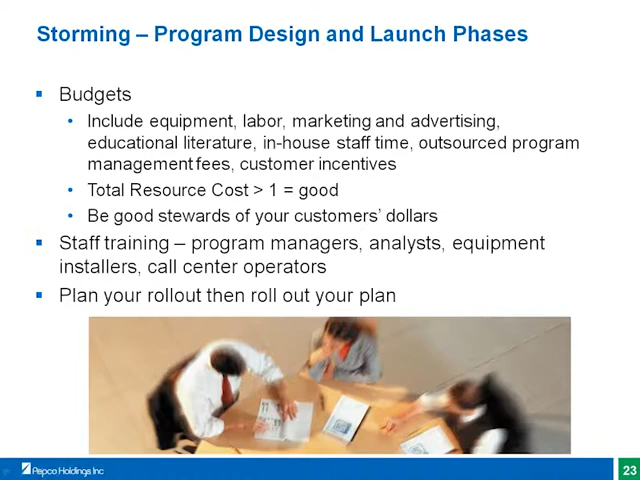 Storming – Program Design and Launch Phases
Budgets
Include equipment, labor, marketing and advertising,
educational literature, in-house staff time, outsourced program
management fees, customer incentives
Total Resource Cost > 1 = good
Be good stewards of your customers' dollars
Staff training – program managers, analysts, equipment
installers, call center operators
Plan your rollout then roll out your plan
Pepco Holdings Inc
23